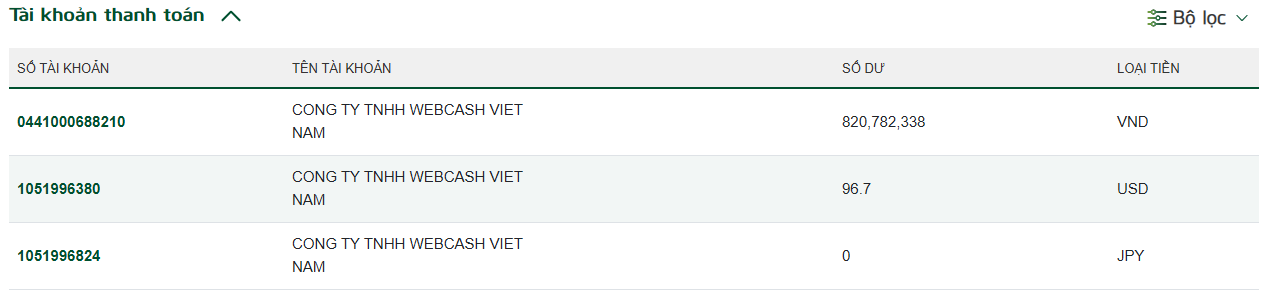 Tài khoản thanh toán
Bộ lọc
SỐ TÀI KHOẢN TÊN TÀI KHOẢN SỐ DƯ LOẠI TIỀN
0441000688210 CONG TY TNHH WEBCASH VIET NAM 820,782,338 VND
1051996380 CONG TY TNHH WEBCASH VIET NAM 96.7 USD
1051996824 CONG TY TNHH WEBCASH VIET NAM 0 JPY